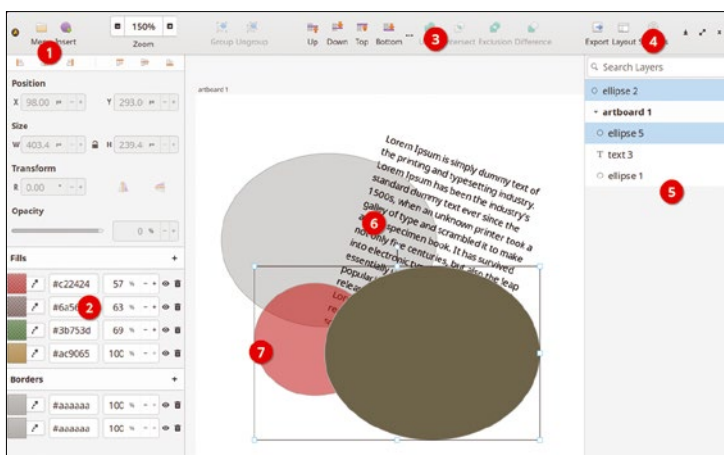 Menu Insert
150%
Zoom
Group Ungroup
Up Down Top Bottom ...
Intersect Exclusion Difference
Export Layout
1
3
4
Position
X 98.00 Y 293.0
Size
W 403.4 H 239.4
Transform
R 0.00
Opacity
0 %
Fills +
#c22424 57 %
2 63 %
#3b753d 69 %
#ac9065 100 %
Borders +
#aaaaaa 100 %
#aaaaaa 100 %
artboard 1
Lorem Ipsum is simply dummy text of
the printing and typesetting industry.
Lorem Ipsum has been the industry's
standard dummy text ever since the
1500s, when an unknown printer took a
galley of type and scrambled it to make
specimen book. It has survived
not only five centuries, but also the leap
into electronic
essentially
6
7
Search Layers
ellipse 2
artboard 1
ellipse 5
T text 3
ellipse 1
5